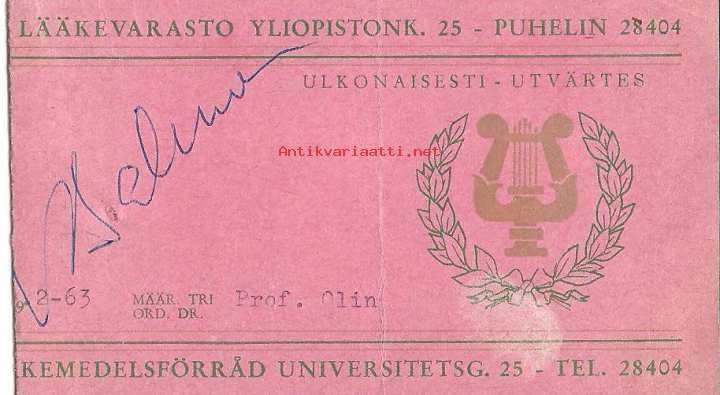 LÄÄKEVARASTO YLIOPISTONK. 25 - PUHELIN 28404
ULKONAISESTI - UTVÄRTES
Antikvariaatti.net
2-63 MÄÄR. TRI Prof. Olin
ORD. DR.
KEMEDELSFÖRRÅD UNIVERSITETSG. 25 - TEL. 28404